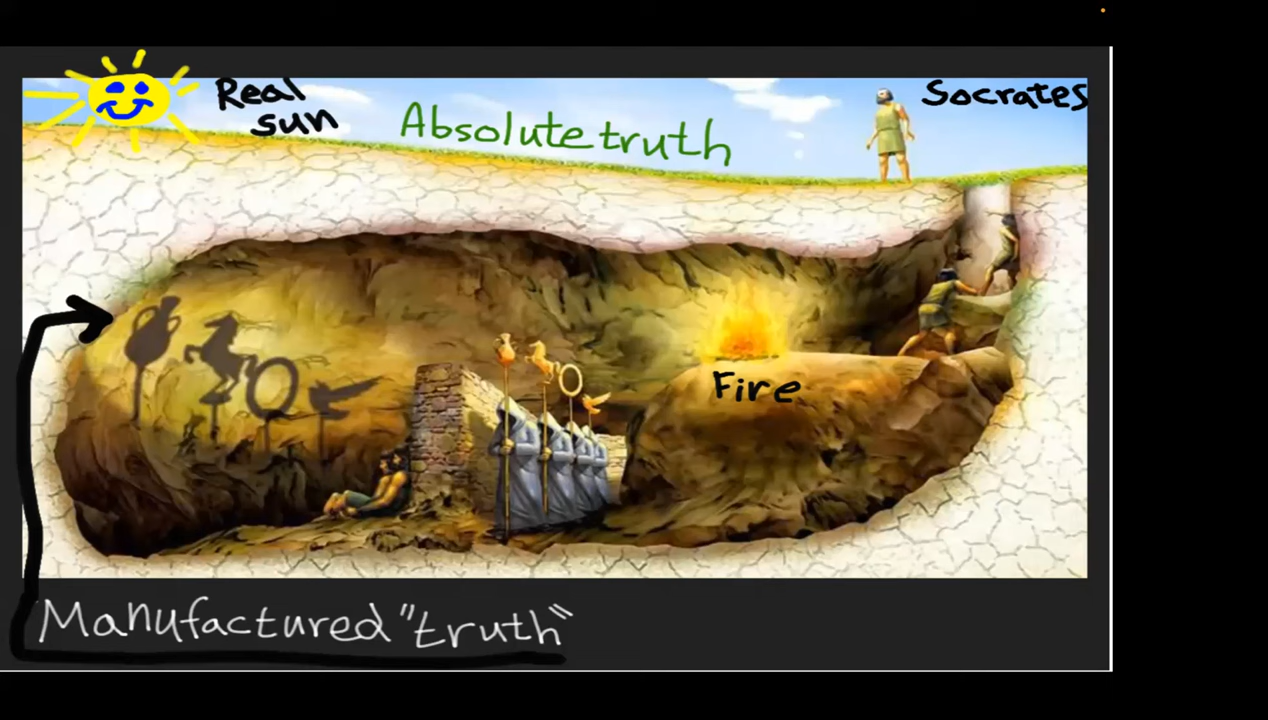 Real
sun
Absolute truth
Socrates
Fire
Manufactured "truth"